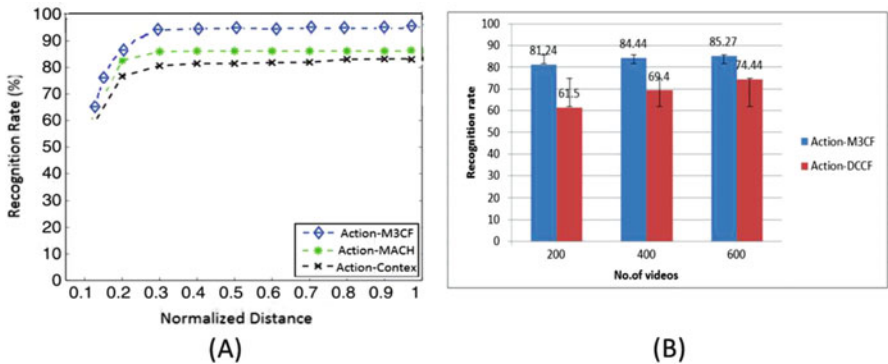 100
90
80
70
60
50
40
30
20
10
0
Recognition Rate (%)
0.1 0.2 0.3 0.4 0.5 0.6 0.7 0.8 0.9 1
Normalized Distance
Action-M3CF
Action-MACH
Action-Contex
(A)
100
90
80
70
60
50
40
30
20
10
0
Recognition rate
81.24
61.5
84.44
69.4
85.27
74.44
200 400 600
No.of videos
Action-M3CF
Action-DCCF
(B)